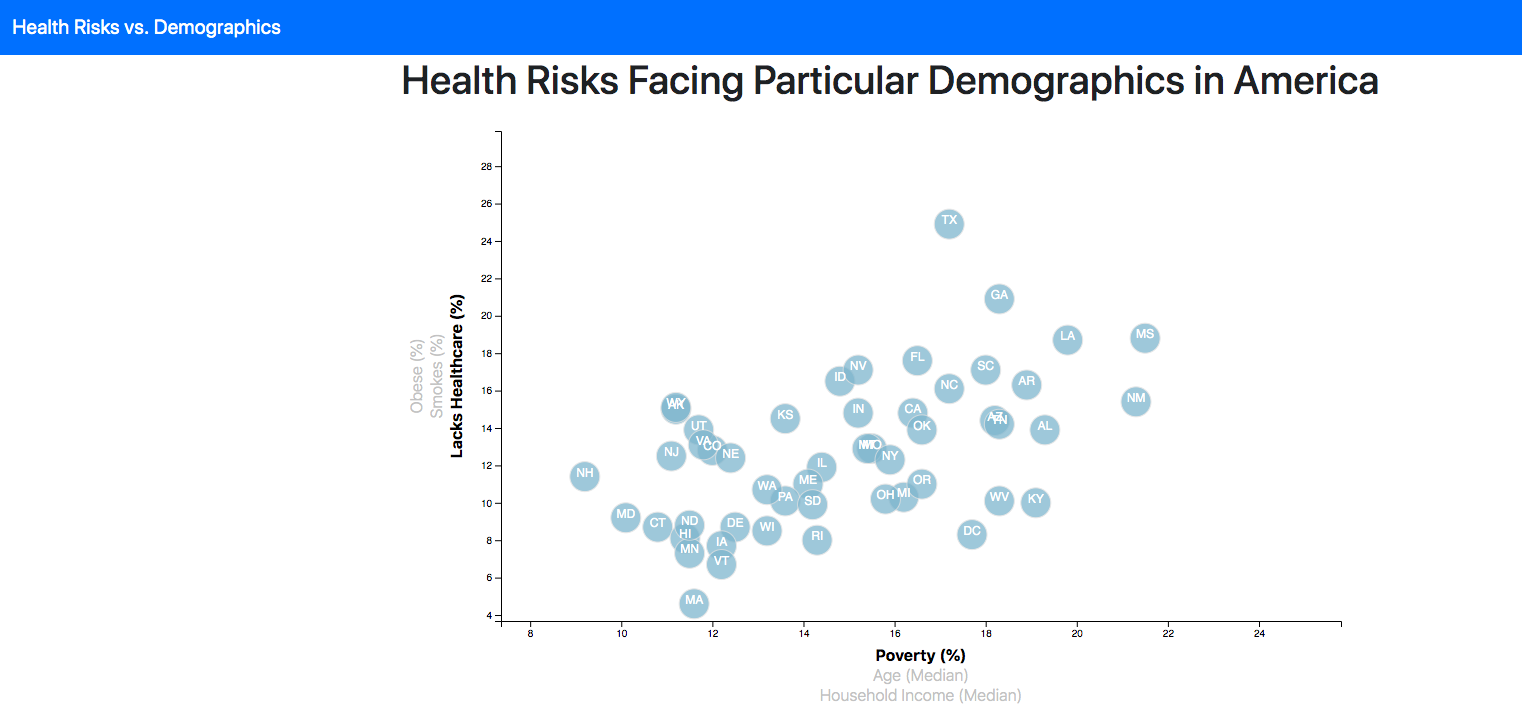 Health Risks vs. Demographics
Health Risks Facing Particular Demographics in America
28
26
24
22
20
18
16
14
12
10
8
6
4
Obese (%)
Smokes (%)
Lacks Healthcare (%)
TX
GA
LA
MS
FL
NV
SC
ID
NC
AR
NM
WY
AK
KS
IN
CA
AZ
TN
UT
OK
AL
VA
CO
NJ
NE
MO
NY
NH
IL
ME
OR
WA
PA
SD
OH
MI
WV
KY
MD
CT
ND
DE
WI
DC
HI
RI
MN
IA
VT
MA
8
10
12
14
16
18
20
22
24
Poverty (%)
Age (Median)
Household Income (Median)